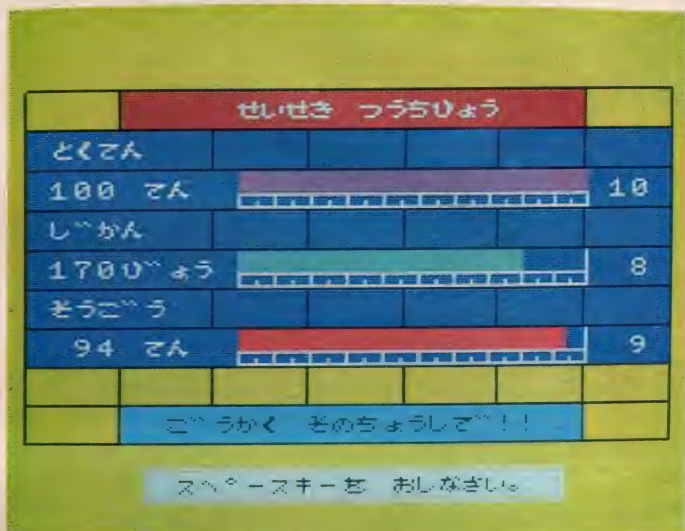 せいせき つうちひょう
とくてん
100 てん 10
じかん
170びょう 8
そうごう
94 てん 9
ごうかく そのちょうしで!!
スペースキーを おしなさい。